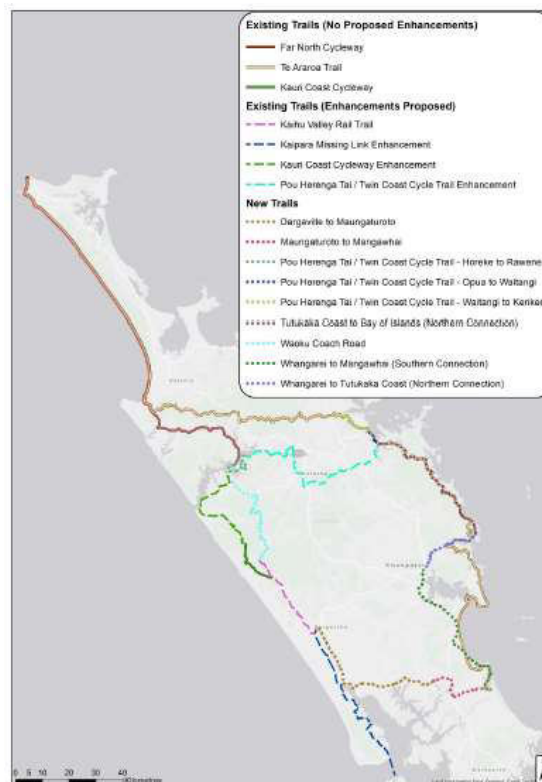 Existing Trails (No Proposed Enhancements)
Far North Cycleway
Te Araroa Trail
Kauri Coast Cycleway
Existing Trails (Enhancements Proposed)
Kaihu Valley Rail Trail
Kaipara Missing Link Enhancement
Kauri Coast Cycleway Enhancement
Pou Herenga Tai / Twin Coast Cycle Trail Enhancement
New Trails
Dargaville to Maungaturoto
Maungaturoto to Mangawhai
Pou Herenga Tai / Twin Coast Cycle Trail - Horeke to Rawene
Pou Herenga Tai / Twin Coast Cycle Trail - Opua to Waitangi
Pou Herenga Tai / Twin Coast Cycle Trail - Waitangi to Kerikeri
Tutukaka Coast to Bay of Islands (Northern Connection)
Waoku Coach Road
Whangarei to Mangawhai (Southern Connection)
Whangarei to Tutukaka Coast (Northern Connection)
Whangarei
Dargaville
0 5 10 20 30 40